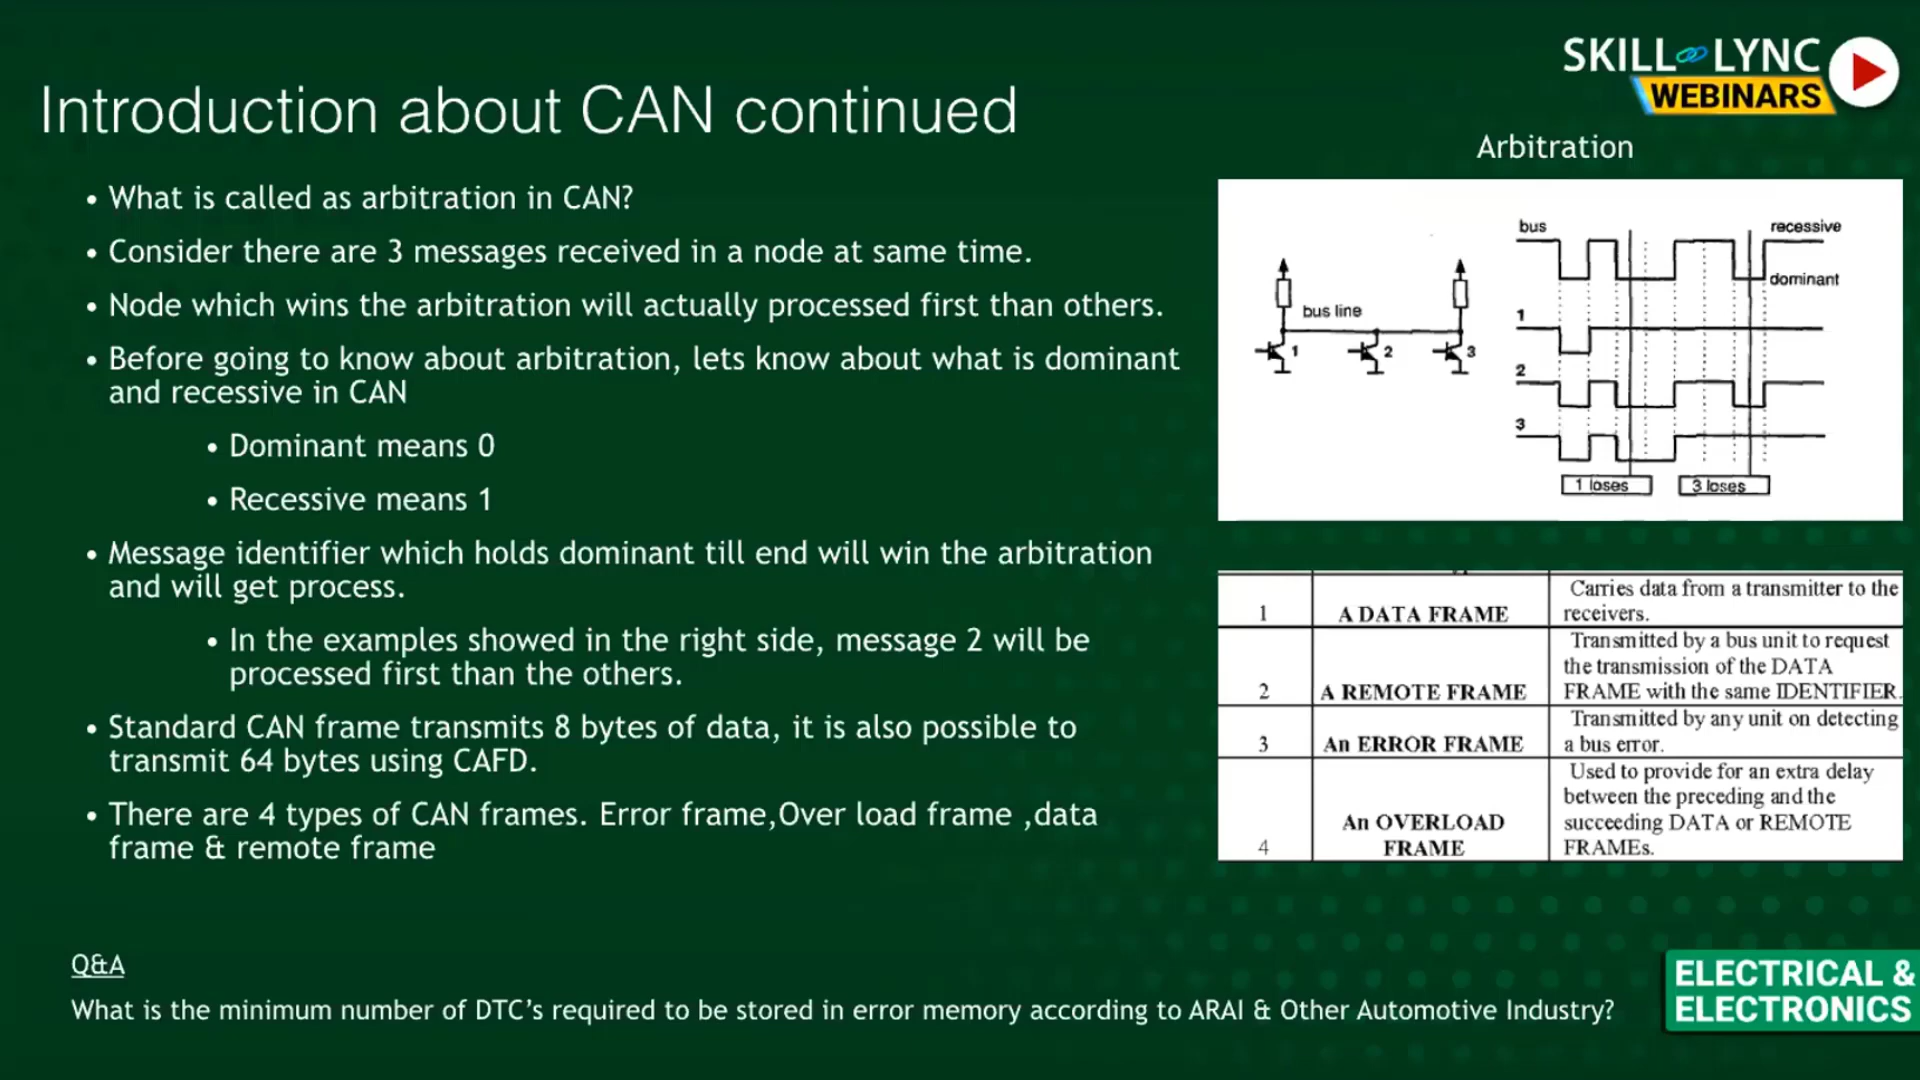 SKILL LYNC
WEBINARS
Introduction about CAN continued
• What is called as arbitration in CAN?
• Consider there are 3 messages received in a node at same time.
• Node which wins the arbitration will actually processed first than others.
• Before going to know about arbitration, lets know about what is dominant
and recessive in CAN
• Dominant means 0
• Recessive means 1
• Message identifier which holds dominant till end will win the arbitration
and will get process.
• In the examples showed in the right side, message 2 will be
processed first than the others.
• Standard CAN frame transmits 8 bytes of data, it is also possible to
transmit 64 bytes using CAFD.
• There are 4 types of CAN frames. Error frame,Over load frame ,data
frame & remote frame
Arbitration
bus
recessive
dominant
bus line
1
2
3
1
2
3
1 loses
3 loses
1 A DATA FRAME Carries data from a transmitter to the
receivers.
2 A REMOTE FRAME Transmitted by a bus unit to request
the transmission of the DATA
FRAME with the same IDENTIFIER.
3 An ERROR FRAME Transmitted by any unit on detecting
a bus error.
4 An OVERLOAD
FRAME Used to provide for an extra delay
between the preceding and the
succeeding DATA or REMOTE
FRAMEs.
Q&A
What is the minimum number of DTC's required to be stored in error memory according to ARAI & Other Automotive Industry?
ELECTRICAL &
ELECTRONICS